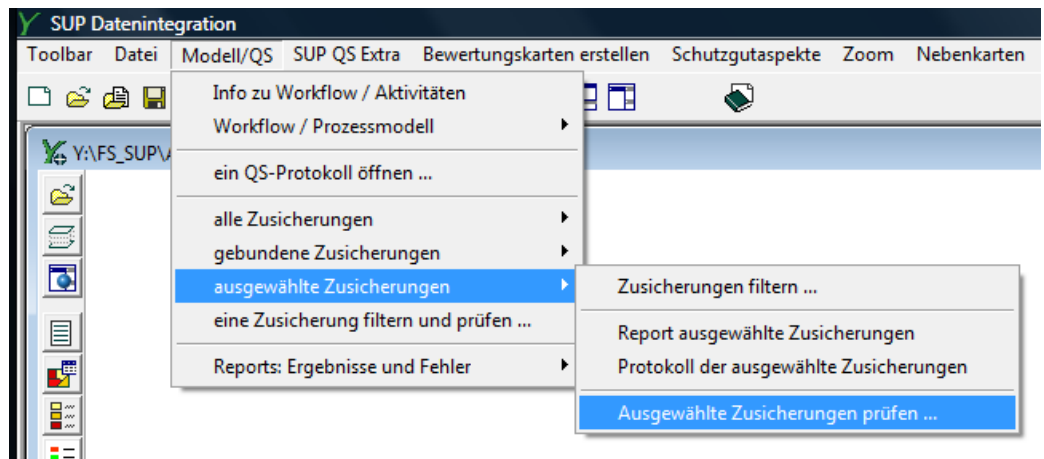 SUP Datenintegration
Toolbar Datei Modell/QS SUP QS Extra Bewertungskarten erstellen Schutzgutaspekte Zoom Nebenkarten
Info zu Workflow / Aktivitäten
Workflow / Prozessmodell
Y:\FS_SUP\
ein QS-Protokoll öffnen ...
alle Zusicherungen
gebundene Zusicherungen
ausgewählte Zusicherungen
eine Zusicherung filtern und prüfen ...
Reports: Ergebnisse und Fehler
Zusicherungen filtern ...
Report ausgewählte Zusicherungen
Protokoll der ausgewählte Zusicherungen
Ausgewählte Zusicherungen prüfen ...